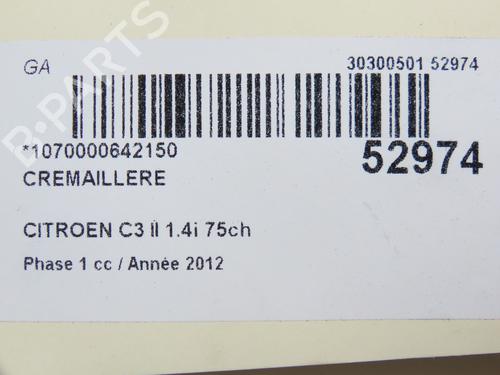 GA
30300501 52974
*1070000642150
52974
CREMAILLERE
CITROEN C3 II 1.4i 75ch
Phase 1 cc / Année 2012
B-PARTS